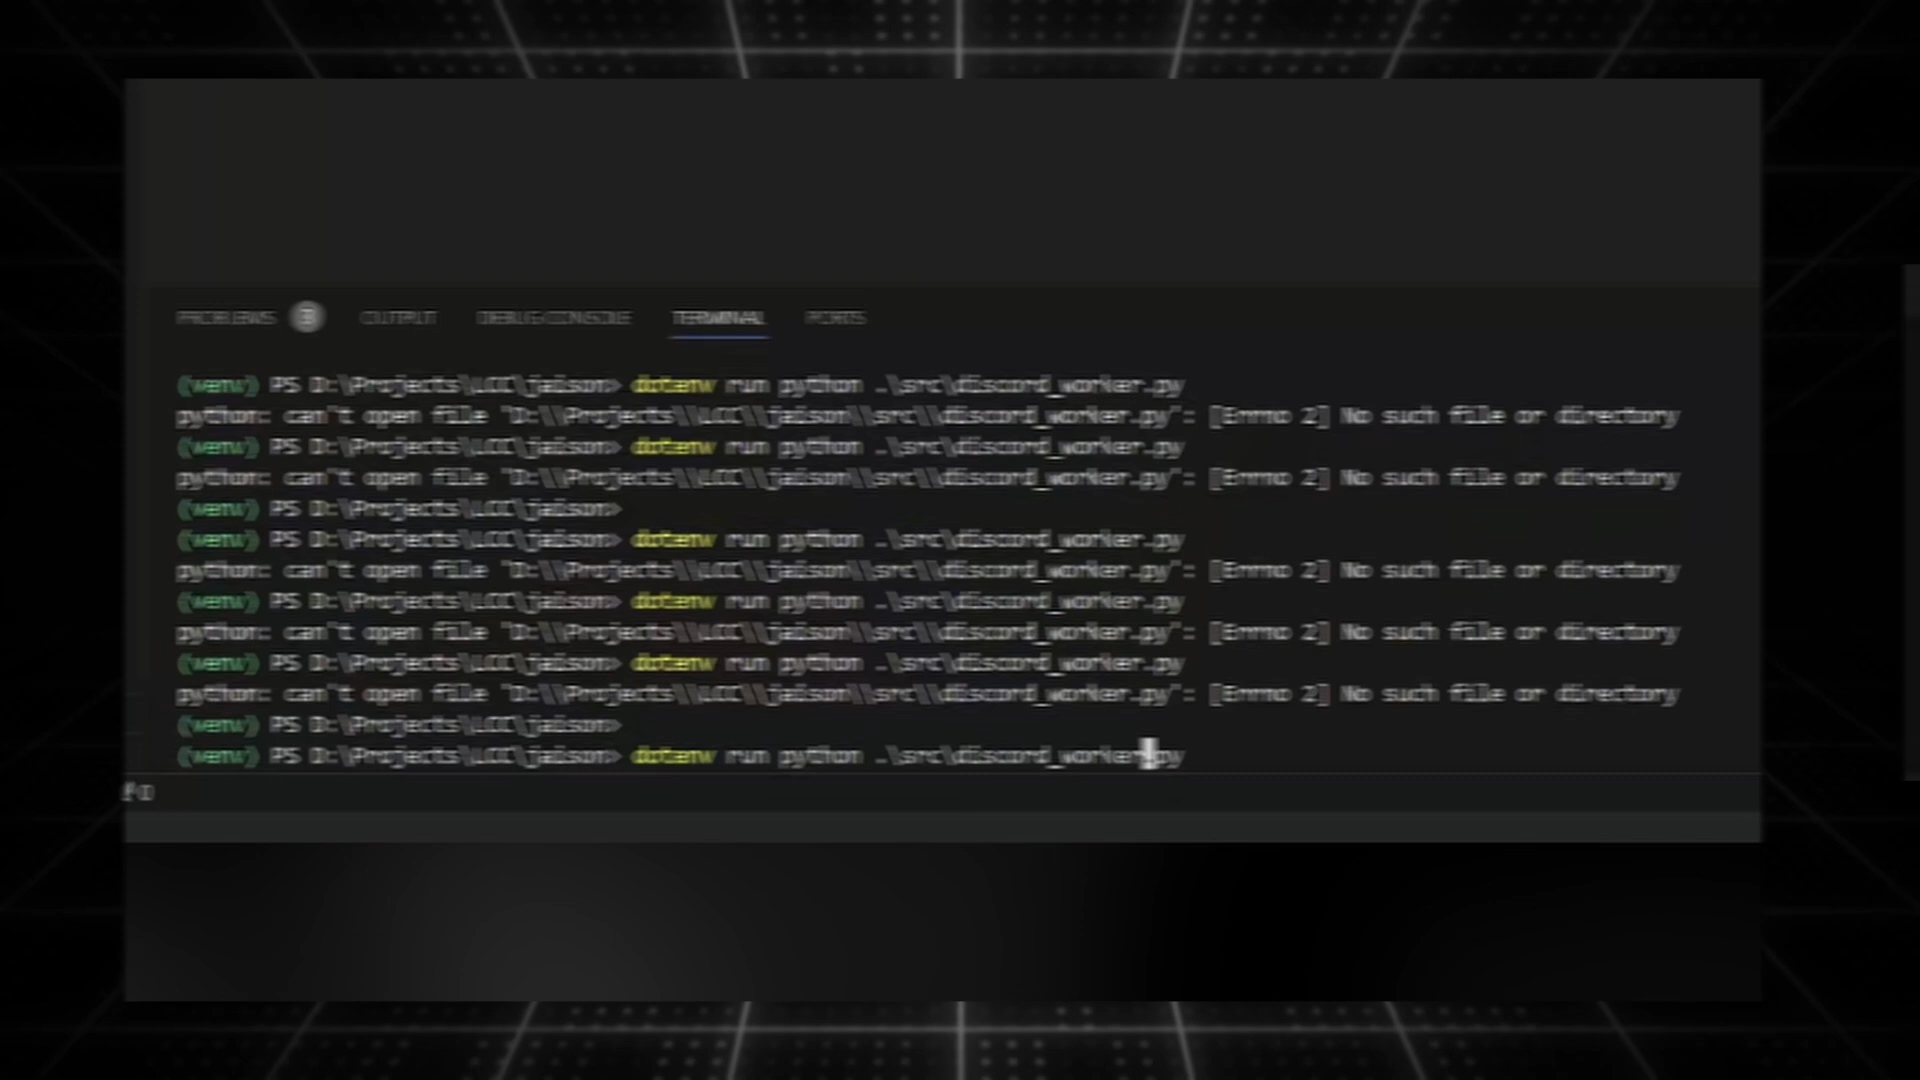 PROBLEMS 3 OUTPUT DEBUG CONSOLE TERMINAL PORTS
(venv) PS D:\Projects\LCC\jaison> dotenv run python .\src\discord_worker.py
python: can't open file 'D:\\Projects\\LCC\\jaison\\src\\discord_worker.py': [Errno 2] No such file or directory
(venv) PS D:\Projects\LCC\jaison> dotenv run python .\src\discord_worker.py
python: can't open file 'D:\\Projects\\LCC\\jaison\\src\\discord_worker.py': [Errno 2] No such file or directory
(venv) PS D:\Projects\LCC\jaison>
(venv) PS D:\Projects\LCC\jaison> dotenv run python .\src\discord_worker.py
python: can't open file 'D:\\Projects\\LCC\\jaison\\src\\discord_worker.py': [Errno 2] No such file or directory
(venv) PS D:\Projects\LCC\jaison> dotenv run python .\src\discord_worker.py
python: can't open file 'D:\\Projects\\LCC\\jaison\\src\\discord_worker.py': [Errno 2] No such file or directory
(venv) PS D:\Projects\LCC\jaison> dotenv run python .\src\discord_worker.py
python: can't open file 'D:\\Projects\\LCC\\jaison\\src\\discord_worker.py': [Errno 2] No such file or directory
(venv) PS D:\Projects\LCC\jaison>
(venv) PS D:\Projects\LCC\jaison> dotenv run python .\src\discord_worker.py